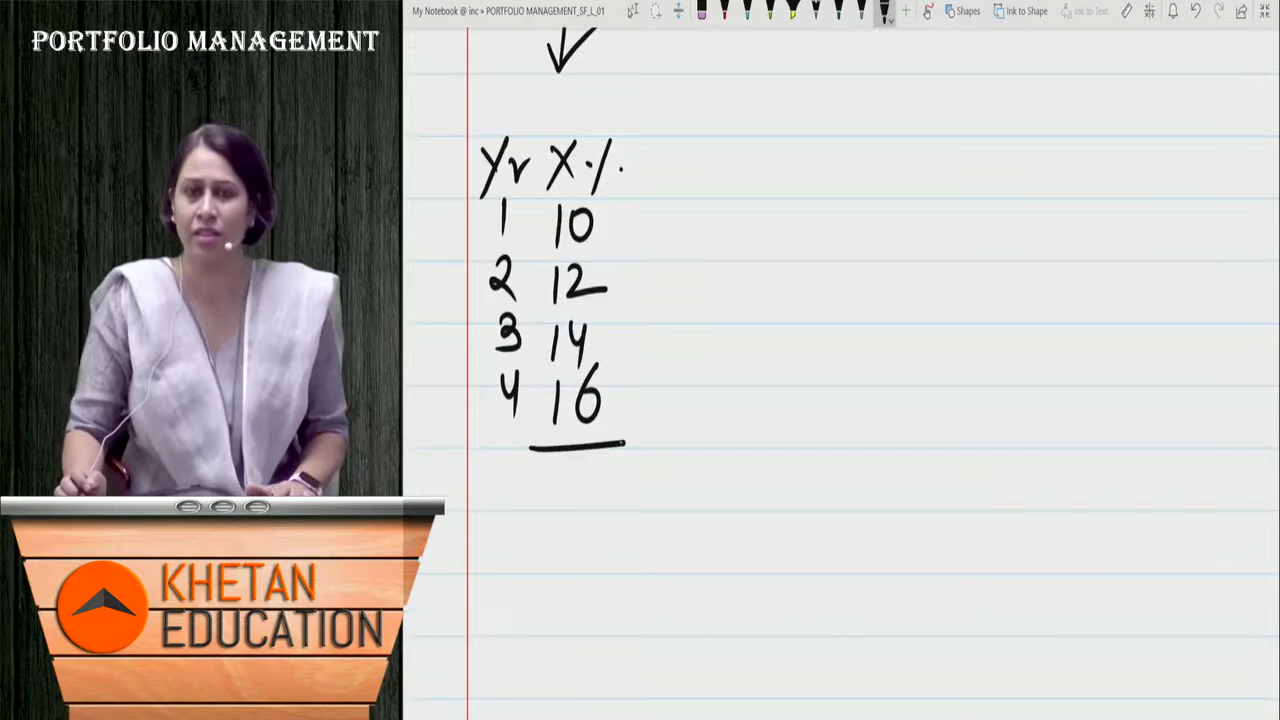 PORTFOLIO MANAGEMENT
My Notebook @ inc » PORTFOLIO MANAGEMENT_SF_L_01
Shapes
Ink to Shape
Ink to Text
Yr X%
1 10
2 12
3 14
4 16
KHETAN
EDUCATION